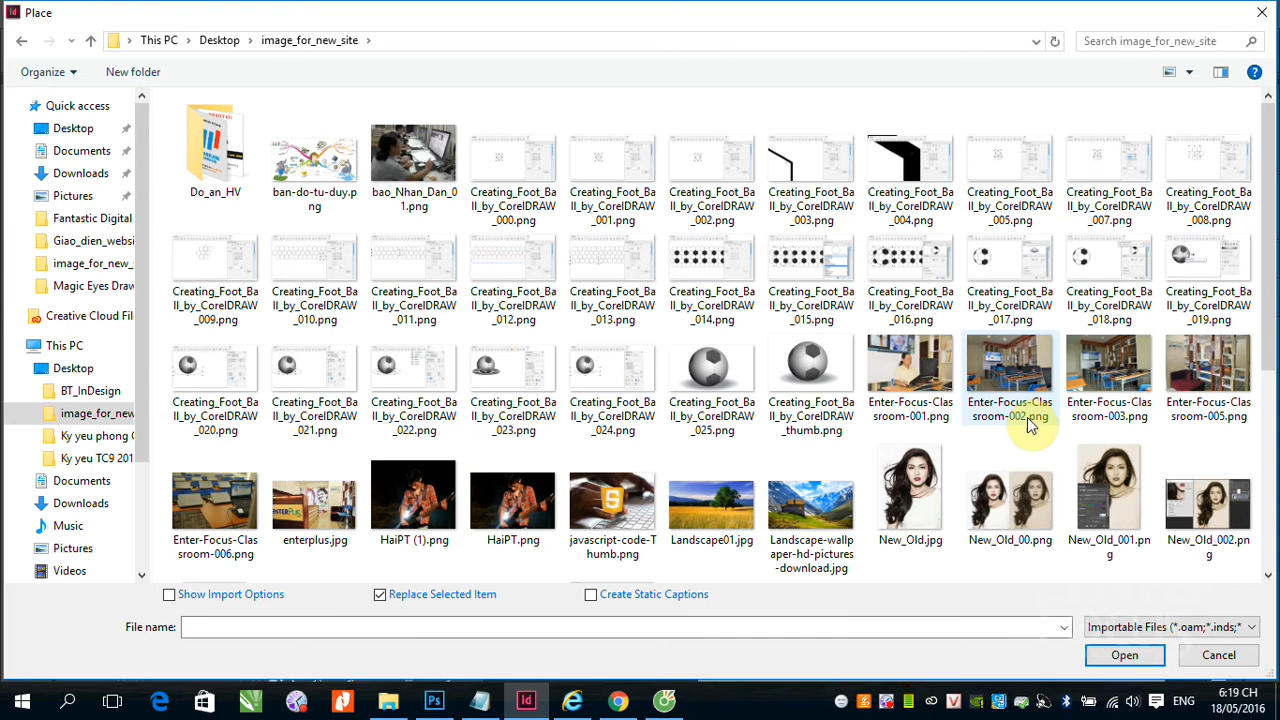 Place
This PC
Desktop
image_for_new_site
Search image_for_new_site
Organize
New folder
Quick access
Desktop
Documents
Downloads
Pictures
Fantastic Digital
Giao_dien_websi
image_for_new_
Magic Eyes Draw
Creative Cloud Fil
This PC
Desktop
BT_InDesign
image_for_new
Ky yeu phong C
Ky yeu TC9 201
Documents
Downloads
Music
Pictures
Videos
Do_an_HV
ban-do-tu-duy.p
ng
bao_Nhan_Dan_0
1.png
Creating_Foot_Ba
ll_by_CorelDRAW
_000.png
Creating_Foot_Ba
ll_by_CorelDRAW
_001.png
Creating_Foot_Ba
ll_by_CorelDRAW
_002.png
Creating_Foot_Ba
ll_by_CorelDRAW
_003.png
Creating_Foot_Ba
ll_by_CorelDRAW
_004.png
Creating_Foot_Ba
ll_by_CorelDRAW
_005.png
Creating_Foot_Ba
ll_by_CorelDRAW
_007.png
Creating_Foot_Ba
ll_by_CorelDRAW
_008.png
Creating_Foot_Ba
ll_by_CorelDRAW
_009.png
Creating_Foot_Ba
ll_by_CorelDRAW
_010.png
Creating_Foot_Ba
ll_by_CorelDRAW
_011.png
Creating_Foot_Ba
ll_by_CorelDRAW
_012.png
Creating_Foot_Ba
ll_by_CorelDRAW
_013.png
Creating_Foot_Ba
ll_by_CorelDRAW
_014.png
Creating_Foot_Ba
ll_by_CorelDRAW
_015.png
Creating_Foot_Ba
ll_by_CorelDRAW
_016.png
Creating_Foot_Ba
ll_by_CorelDRAW
_017.png
Creating_Foot_Ba
ll_by_CorelDRAW
_018.png
Creating_Foot_Ba
ll_by_CorelDRAW
_019.png
Creating_Foot_Ba
ll_by_CorelDRAW
_020.png
Creating_Foot_Ba
ll_by_CorelDRAW
_021.png
Creating_Foot_Ba
ll_by_CorelDRAW
_022.png
Creating_Foot_Ba
ll_by_CorelDRAW
_023.png
Creating_Foot_Ba
ll_by_CorelDRAW
_024.png
Creating_Foot_Ba
ll_by_CorelDRAW
_025.png
Creating_Foot_Ba
ll_by_CorelDRAW
_thumb.png
Enter-Focus-Clas
sroom-001.png
Enter-Focus-Clas
sroom-002.png
Enter-Focus-Clas
sroom-003.png
Enter-Focus-Clas
sroom-005.png
Enter-Focus-Clas
sroom-006.png
enterplus.jpg
HaiPT (1).png
HaiPT.png
javascript-code-T
humb.png
Landscape01.jpg
Landscape-wallp
aper-hd-pictures
-download.jpg
New_Old.jpg
New_Old_00.png
New_Old_001.pn
g
New_Old_002.pn
g
Show Import Options
Replace Selected Item
Create Static Captions
File name:
Importable Files (*.oam;*.inds;*
Open
Cancel
ENG
6:19 CH
18/05/2016